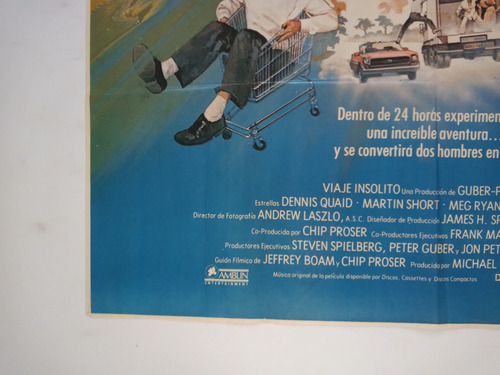 Dentro de 24 horas experimen
una increíble aventura...
y se convertirá dos hombres en
VIAJE INSOLITO Una Producción de GUBER-P
Estrellas DENNIS QUAID · MARTIN SHORT · MEG RYAN
Director de Fotografía ANDREW LASZLO, A.S.C. Diseñador de Producción JAMES H. SP
Co-Producida por CHIP PROSER Co-Productores Ejecutivos FRANK MA
Productores Ejecutivos STEVEN SPIELBERG, PETER GUBER y JON PET
Guión Fílmico de JEFFREY BOAM y CHIP PROSER Producida por MICHAEL
AMBLIN
ENTERTAINMENT
Música original de la película disponible por Discos, Cassettes y Discos Compactos